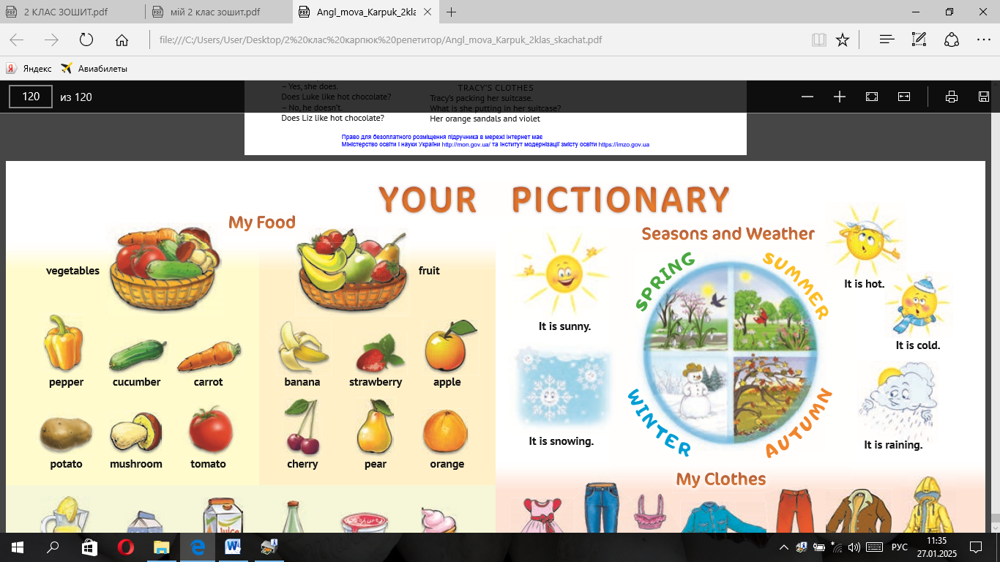 2 КЛАС ЗОШИТ.pdf
мій 2 клас зошит.pdf
Angl_mova_Karpuk_2kla
file:///C:/Users/User/Desktop/2%20клас%20карпюк%20репетитор/Angl_mova_Karpuk_2klas_skachat.pdf
Яндекс
Авиабилеты
120 из 120
– Yes, she does.
Does Luke like hot chocolate?
– No, he doesn't.
Does Liz like hot chocolate?
TRACY'S CLOTHES
Tracy's packing her suitcase.
What is she putting in her suitcase?
Her orange sandals and violet
Право для безоплатного розміщення підручника в мережі Інтернет має
Міністерство освіти і науки України http://mon.gov.ua/ та Інститут модернізації змісту освіти https://imzo.gov.ua
YOUR PICTIONARY
My Food
vegetables
fruit
pepper cucumber carrot
banana strawberry apple
potato mushroom tomato
cherry pear orange
Juice
Seasons and Weather
SPRING
SUMMER
WINTER
AUTUMN
It is sunny.
It is hot.
It is cold.
It is snowing.
It is raining.
My Clothes
РУС
11:35
27.01.2025